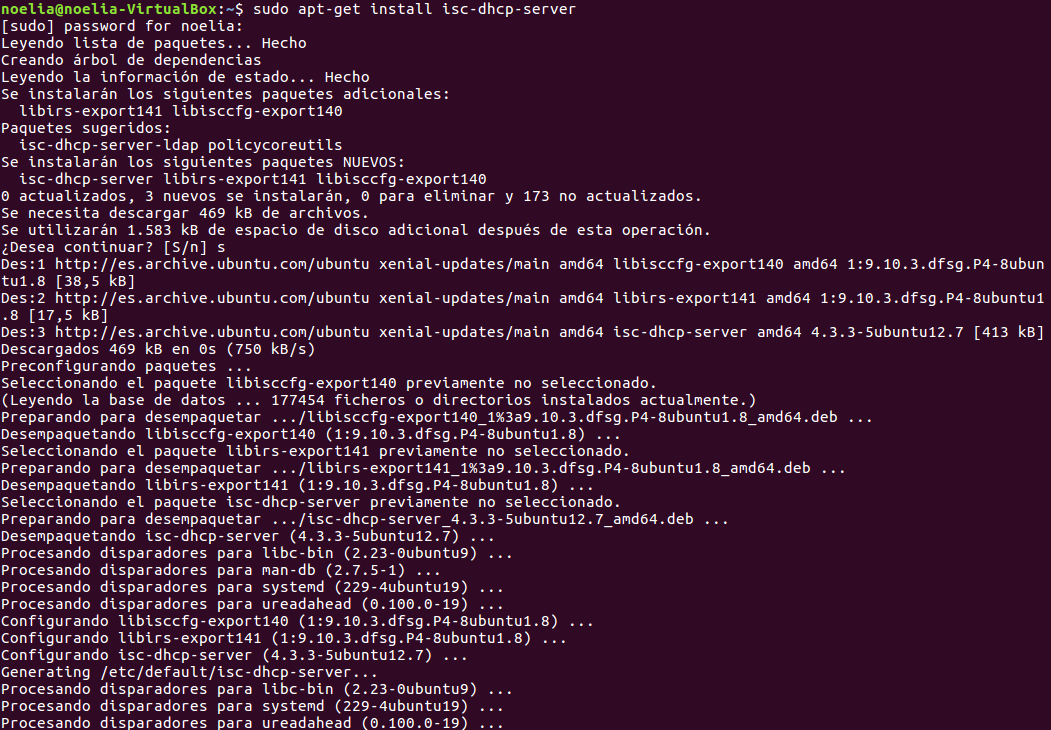 noelia@noelia-VirtualBox:~$ sudo apt-get install isc-dhcp-server
[sudo] password for noelia:
Leyendo lista de paquetes... Hecho
Creando árbol de dependencias
Leyendo la información de estado... Hecho
Se instalarán los siguientes paquetes adicionales:
  libirs-export141 libisccfg-export140
Paquetes sugeridos:
  isc-dhcp-server-ldap policycoreutils
Se instalarán los siguientes paquetes NUEVOS:
  isc-dhcp-server libirs-export141 libisccfg-export140
0 actualizados, 3 nuevos se instalarán, 0 para eliminar y 173 no actualizados.
Se necesita descargar 469 kB de archivos.
Se utilizarán 1.583 kB de espacio de disco adicional después de esta operación.
¿Desea continuar? [S/n] s
Des:1 http://es.archive.ubuntu.com/ubuntu xenial-updates/main amd64 libisccfg-export140 amd64 1:9.10.3.dfsg.P4-8ubun
tu1.8 [38,5 kB]
Des:2 http://es.archive.ubuntu.com/ubuntu xenial-updates/main amd64 libirs-export141 amd64 1:9.10.3.dfsg.P4-8ubuntu1
.8 [17,5 kB]
Des:3 http://es.archive.ubuntu.com/ubuntu xenial-updates/main amd64 isc-dhcp-server amd64 4.3.3-5ubuntu12.7 [413 kB]
Descargados 469 kB en 0s (750 kB/s)
Preconfigurando paquetes ...
Seleccionando el paquete libisccfg-export140 previamente no seleccionado.
(Leyendo la base de datos ... 177454 ficheros o directorios instalados actualmente.)
Preparando para desempaquetar .../libisccfg-export140_1%3a9.10.3.dfsg.P4-8ubuntu1.8_amd64.deb ...
Desempaquetando libisccfg-export140 (1:9.10.3.dfsg.P4-8ubuntu1.8) ...
Seleccionando el paquete libirs-export141 previamente no seleccionado.
Preparando para desempaquetar .../libirs-export141_1%3a9.10.3.dfsg.P4-8ubuntu1.8_amd64.deb ...
Desempaquetando libirs-export141 (1:9.10.3.dfsg.P4-8ubuntu1.8) ...
Seleccionando el paquete isc-dhcp-server previamente no seleccionado.
Preparando para desempaquetar .../isc-dhcp-server_4.3.3-5ubuntu12.7_amd64.deb ...
Desempaquetando isc-dhcp-server (4.3.3-5ubuntu12.7) ...
Procesando disparadores para libc-bin (2.23-0ubuntu9) ...
Procesando disparadores para man-db (2.7.5-1) ...
Procesando disparadores para systemd (229-4ubuntu19) ...
Procesando disparadores para ureadahead (0.100.0-19) ...
Configurando libisccfg-export140 (1:9.10.3.dfsg.P4-8ubuntu1.8) ...
Configurando libirs-export141 (1:9.10.3.dfsg.P4-8ubuntu1.8) ...
Configurando isc-dhcp-server (4.3.3-5ubuntu12.7) ...
Generating /etc/default/isc-dhcp-server...
Procesando disparadores para libc-bin (2.23-0ubuntu9) ...
Procesando disparadores para systemd (229-4ubuntu19) ...
Procesando disparadores para ureadahead (0.100.0-19) ...